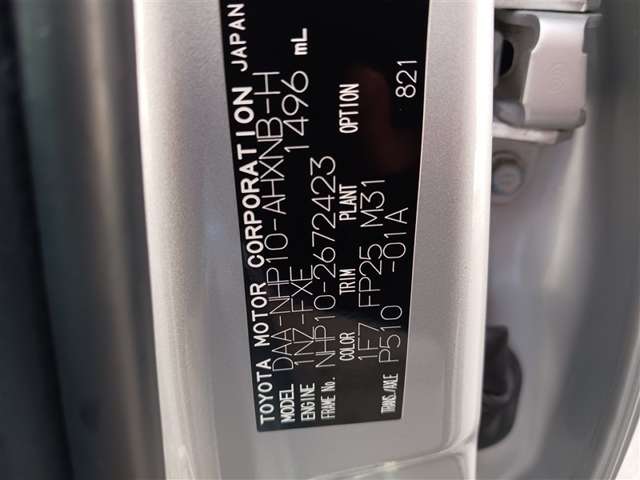 TOYOTA MOTOR CORPORATION JAPAN
MODEL DAA-NHP10-AHXNB-H
ENGINE 1NZ-FXE 1496 mL
FRAME No. NHP10-2672423
COLOR TRIM PLANT OPTION
1F7 FP25 M31
TRANS./AXLE P510 -01A 821